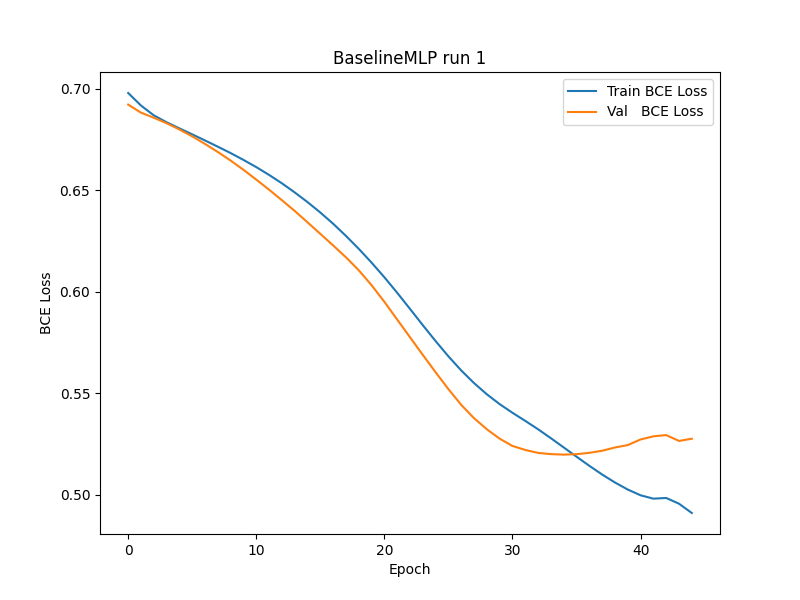 BaselineMLP run 1
Train BCE Loss
Val   BCE Loss
0.70
0.65
0.60
0.55
0.50
BCE Loss
0 10 20 30 40
Epoch